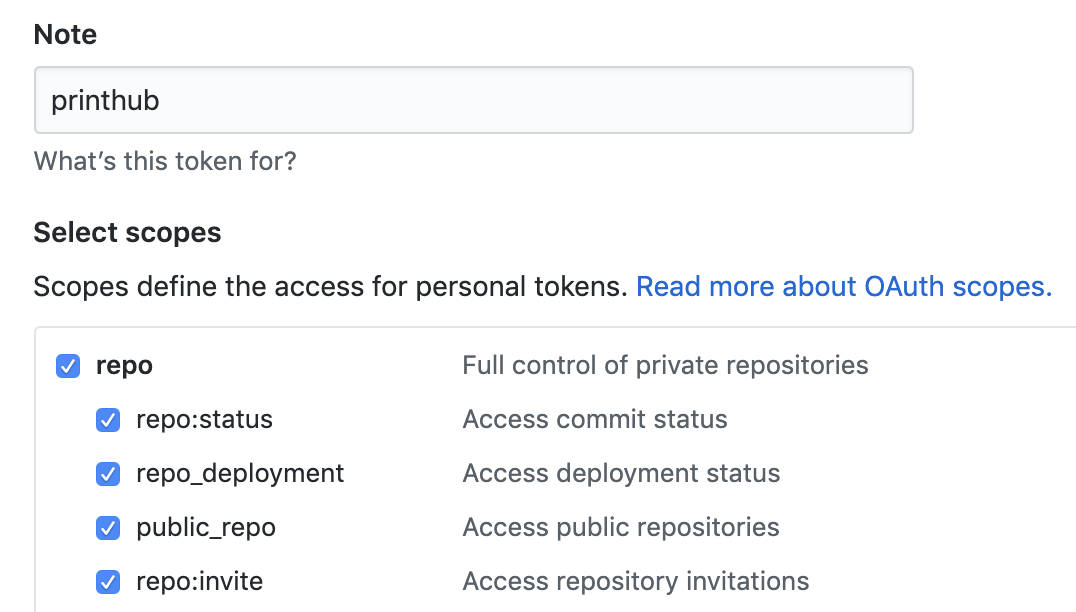 Note
printhub
What's this token for?
Select scopes
Scopes define the access for personal tokens. Read more about OAuth scopes.
repo Full control of private repositories
repo:status Access commit status
repo_deployment Access deployment status
public_repo Access public repositories
repo:invite Access repository invitations